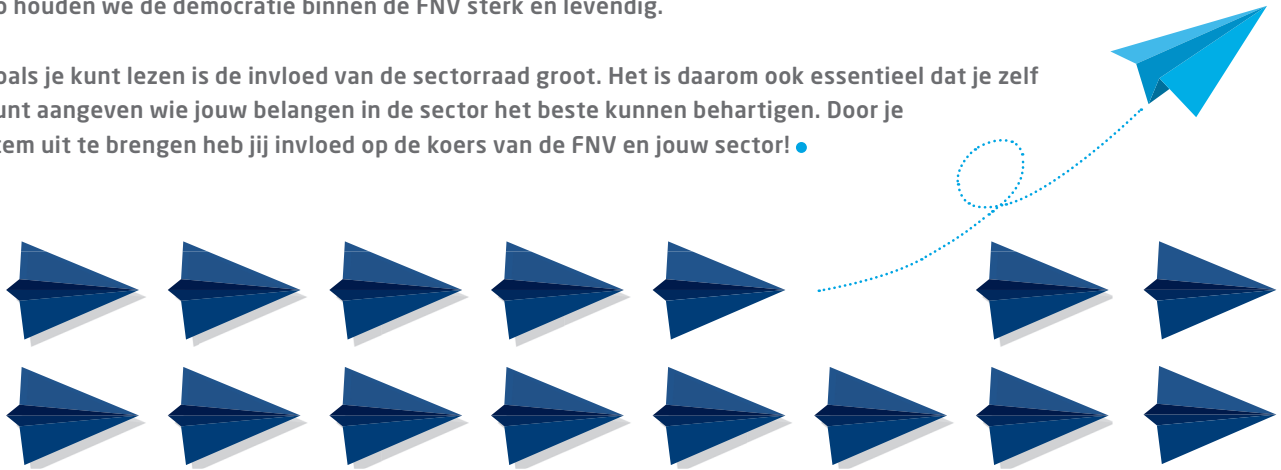 o houden we de democratie binnen de FNV sterk en levendig.
oals je kunt lezen is de invloed van de sectorraad groot. Het is daarom ook essentieel dat je zelf
unt aangeven wie jouw belangen in de sector het beste kunnen behartigen. Door je
tem uit te brengen heb jij invloed op de koers van de FNV en jouw sector!